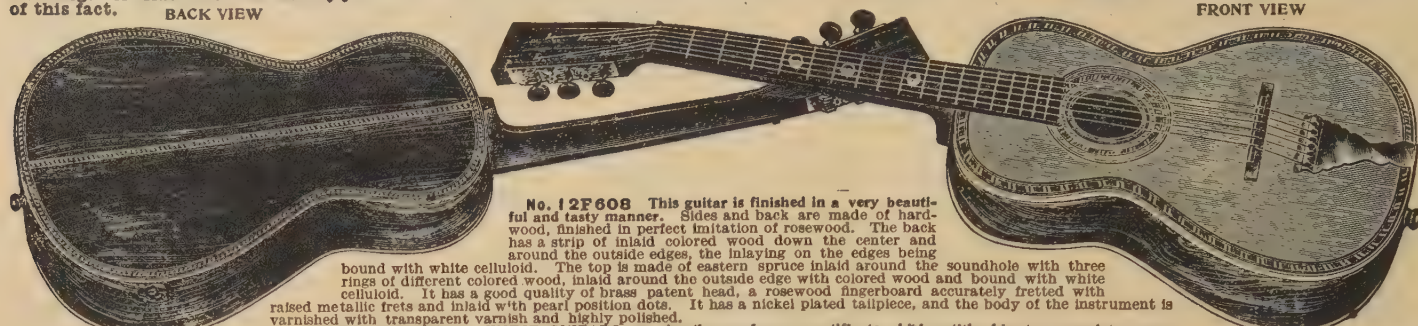 of this fact.
BACK VIEW
FRONT VIEW
No. 12F608 This guitar is finished in a very beauti-
ful and tasty manner. Sides and back are made of hard-
wood, finished in perfect imitation of rosewood. The back
has a strip of inlaid colored wood down the center and
around the outside edges, the inlaying on the edges being
bound with white celluloid. The top is made of eastern spruce inlaid around the soundhole with three
rings of different colored wood, inlaid around the outside edge with colored wood and bound with white
celluloid. It has a good quality of brass patent head, a rosewood fingerboard accurately fretted with
raised metallic frets and inlaid with pearl position dots. It has a nickel plated tailpiece, and the body of the instrument is
varnished with transparent varnish and highly polished.